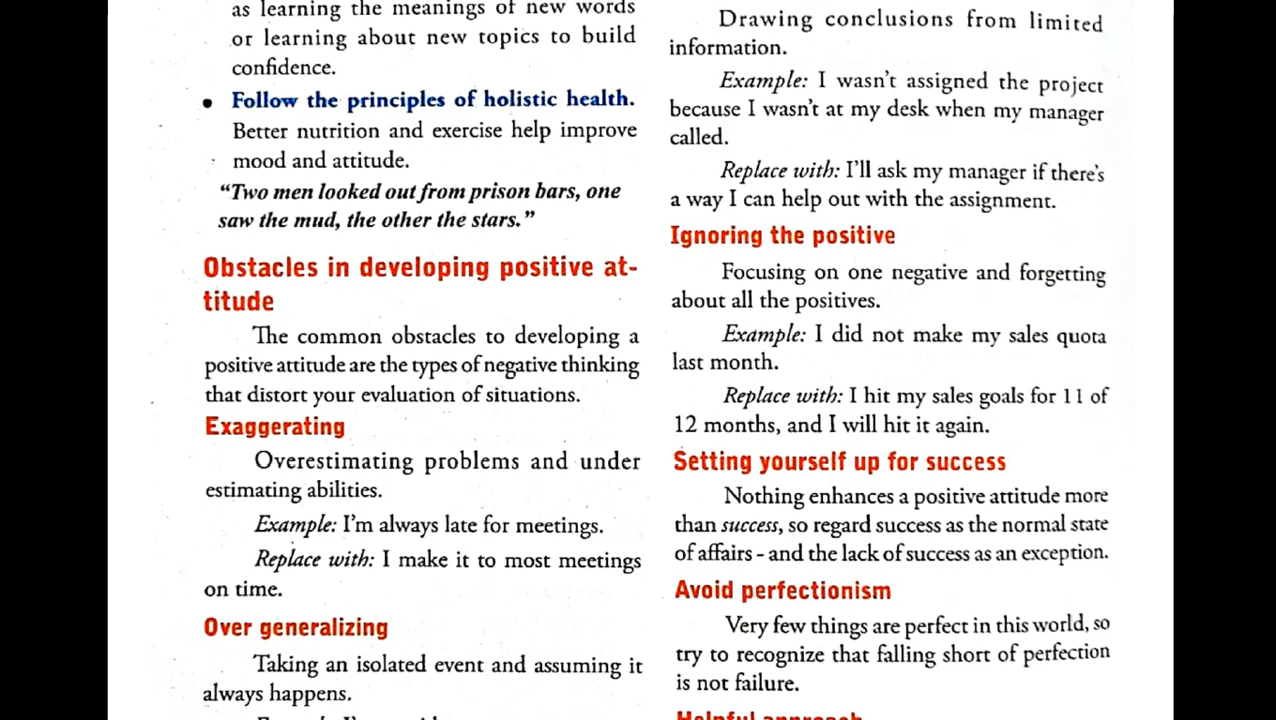 as learning the meanings of new words
or learning about new topics to build
confidence.
• Follow the principles of holistic health.
Better nutrition and exercise help improve
mood and attitude.
“Two men looked out from prison bars, one
saw the mud, the other the stars.”
Obstacles in developing positive at-
titude
The common obstacles to developing a
positive attitude are the types of negative thinking
that distort your evaluation of situations.
Exaggerating
Overestimating problems and under
estimating abilities.
Example: I'm always late for meetings.
Replace with: I make it to most meetings
on time.
Over generalizing
Taking an isolated event and assuming it
always happens.
Drawing conclusions from limited
information.
Example: I wasn't assigned the project
because I wasn't at my desk when my manager
called.
Replace with: I'll ask my manager if there's
a way I can help out with the assignment.
Ignoring the positive
Focusing on one negative and forgetting
about all the positives.
Example: I did not make my sales quota
last month.
Replace with: I hit my sales goals for 11 of
12 months, and I will hit it again.
Setting yourself up for success
Nothing enhances a positive attitude more
than success, so regard success as the normal state
of affairs - and the lack of success as an exception.
Avoid perfectionism
Very few things are perfect in this world, so
try to recognize that falling short of perfection
is not failure.
Helpful approach